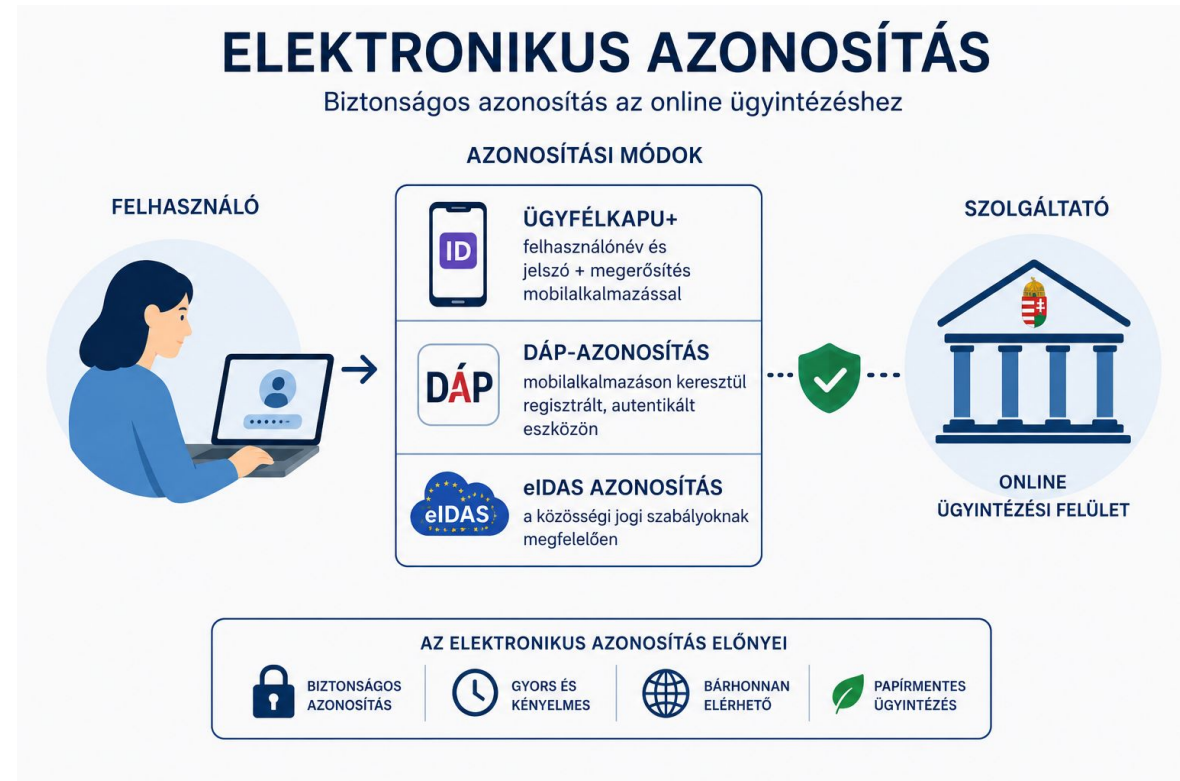 ELEKTRONIKUS AZONOSÍTÁS
Biztonságos azonosítás az online ügyintézéshez
AZONOSÍTÁSI MÓDOK
FELHASZNÁLÓ
ID
ÜGYFÉLKAPU+
felhasználónév és
jelszó + megerősítés
mobilalkalmazással
DÁP
DÁP-AZONOSÍTÁS
mobilalkalmazáson keresztül
regisztrált, autentikált
eszközön
eIDAS
eIDAS AZONOSÍTÁS
a közösségi jogi szabályoknak
megfelelően
SZOLGÁLTATÓ
ONLINE
ÜGYINTÉZÉSI FELÜLET
AZ ELEKTRONIKUS AZONOSÍTÁS ELŐNYEI
BIZTONSÁGOS
AZONOSÍTÁS
GYORS ÉS
KÉNYELMES
BÁRHONNAN
ELÉRHETŐ
PAPÍRMENTES
ÜGYINTÉZÉS